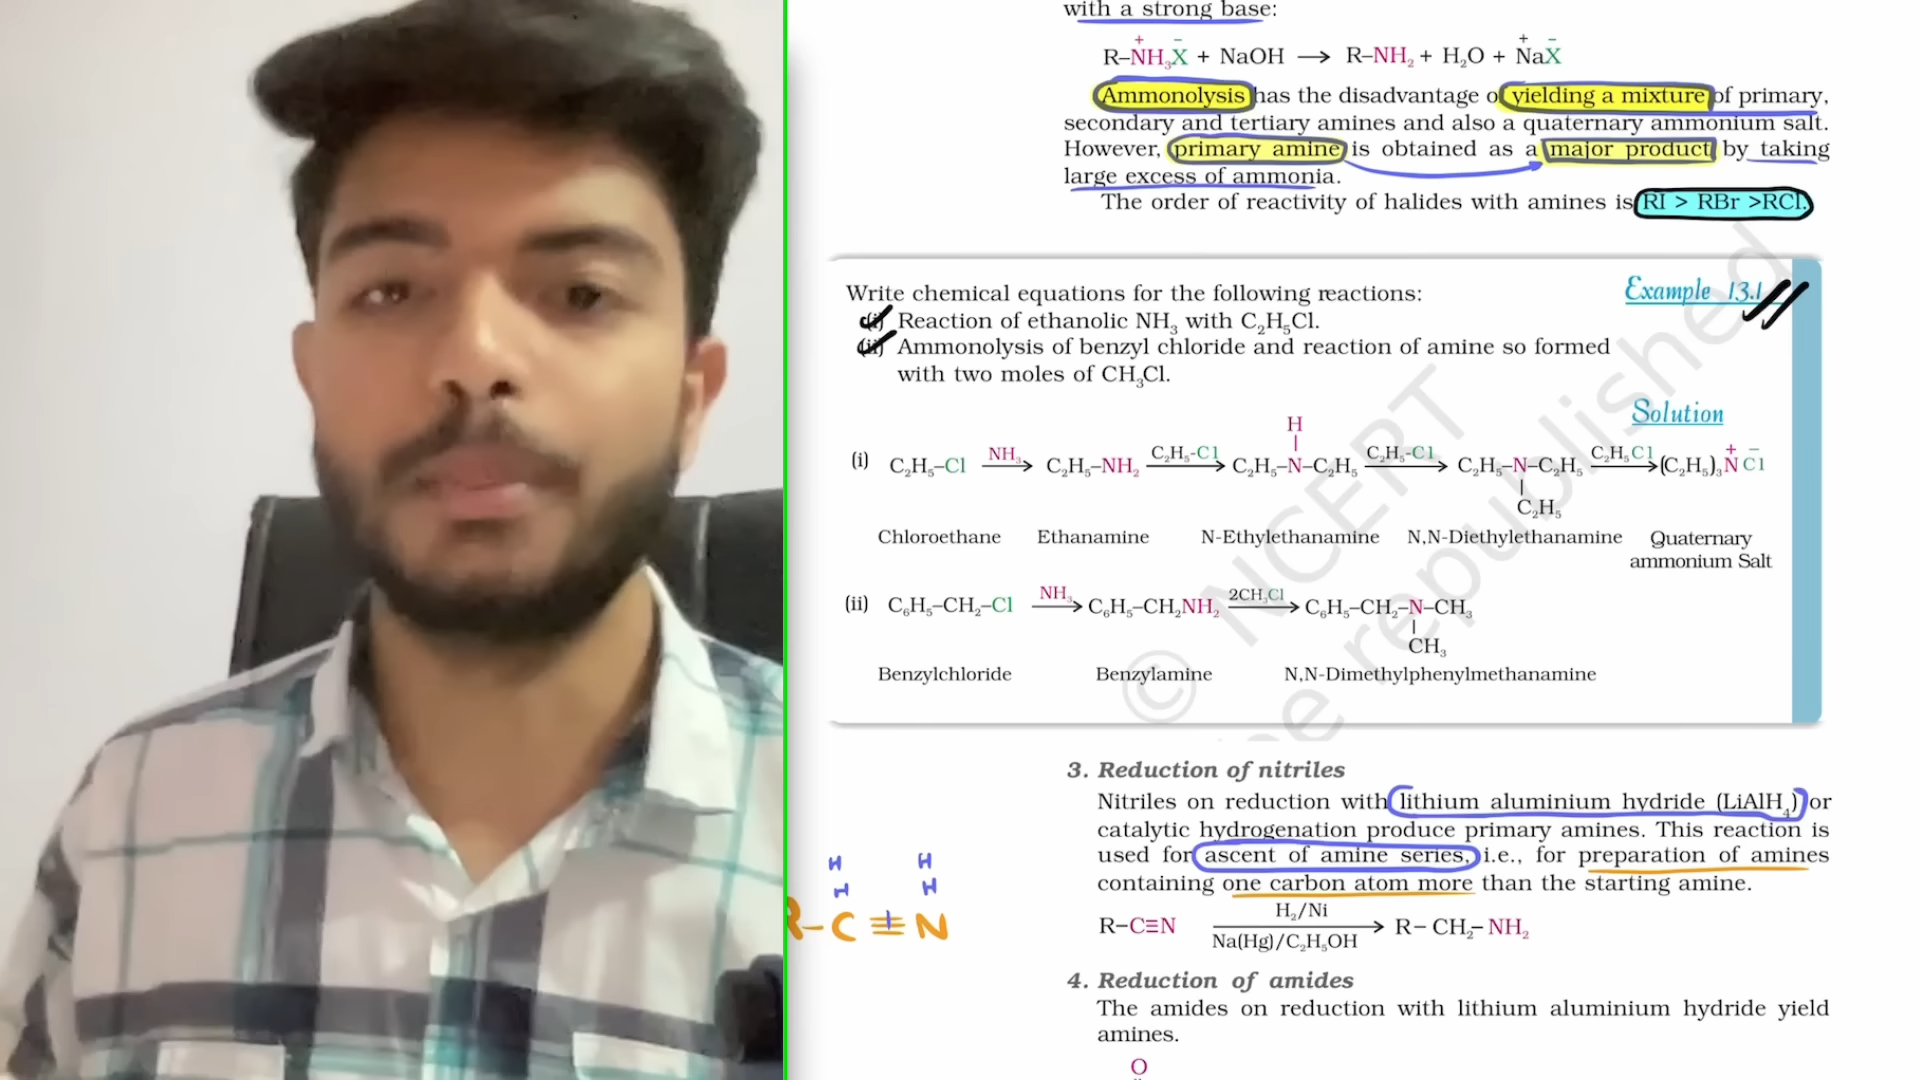 with a strong base:
R–N⁺H₃X⁻ + NaOH ⟶ R–NH₂ + H₂O + Na⁺X⁻
Ammonolysis has the disadvantage of yielding a mixture of primary,
secondary and tertiary amines and also a quaternary ammonium salt.
However, primary amine is obtained as a major product by taking
large excess of ammonia.
The order of reactivity of halides with amines is RI > RBr >RCl.
Example 13.1
Write chemical equations for the following reactions:
(i) Reaction of ethanolic NH₃ with C₂H₅Cl.
(ii) Ammonolysis of benzyl chloride and reaction of amine so formed
with two moles of CH₃Cl.
Solution
H
(i) C₂H₅–Cl NH₃ ⟶ C₂H₅–NH₂ C₂H₅-Cl ⟶ C₂H₅–N–C₂H₅ C₂H₅-Cl ⟶ C₂H₅–N–C₂H₅ C₂H₅Cl ⟶ (C₂H₅)₃N⁺ Cl⁻
C₂H₅
Chloroethane Ethanamine N-Ethylethanamine N,N-Diethylethanamine Quaternary
ammonium Salt
(ii) C₆H₅–CH₂–Cl NH₃ ⟶ C₆H₅–CH₂NH₂ 2CH₃Cl ⟶ C₆H₅–CH₂–N–CH₃
CH₃
Benzylchloride Benzylamine N,N-Dimethylphenylmethanamine
© NCERT
be republished
3. Reduction of nitriles
Nitriles on reduction with lithium aluminium hydride (LiAlH₄) or
catalytic hydrogenation produce primary amines. This reaction is
used for ascent of amine series, i.e., for preparation of amines
containing one carbon atom more than the starting amine.
H H
H H
R–C≡N
R–C≡N H₂/Ni ⟶ R– CH₂– NH₂
Na(Hg)/C₂H₅OH
4. Reduction of amides
The amides on reduction with lithium aluminium hydride yield
amines.
O